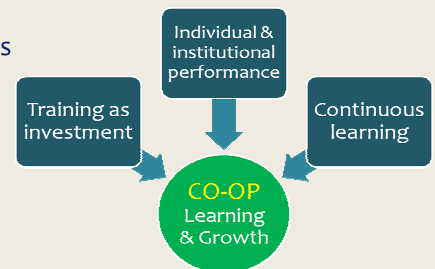 s
Individual &
institutional
performance
Training as
investment
Continuous
learning
CO-OP
Learning
& Growth